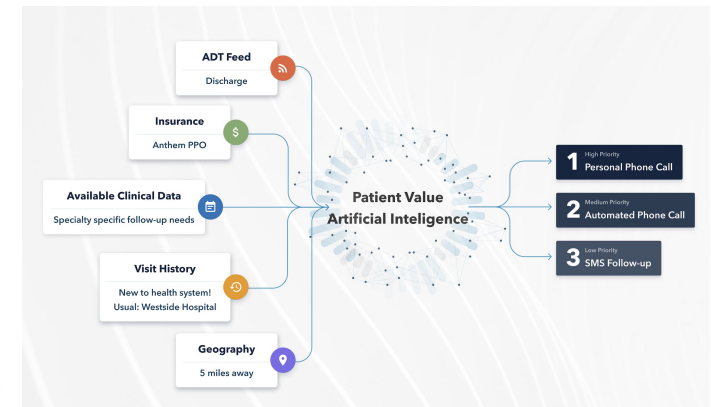 ADT Feed
Discharge
Insurance
$
Anthem PPO
Available Clinical Data
Specialty specific follow-up needs
Visit History
New to health system!
Usual: Westside Hospital
Geography
5 miles away
Patient Value
Artificial Inteligence
1
High Priority
Personal Phone Call
2
Medium Priority
Automated Phone Call
3
Low Priority
SMS Follow-up